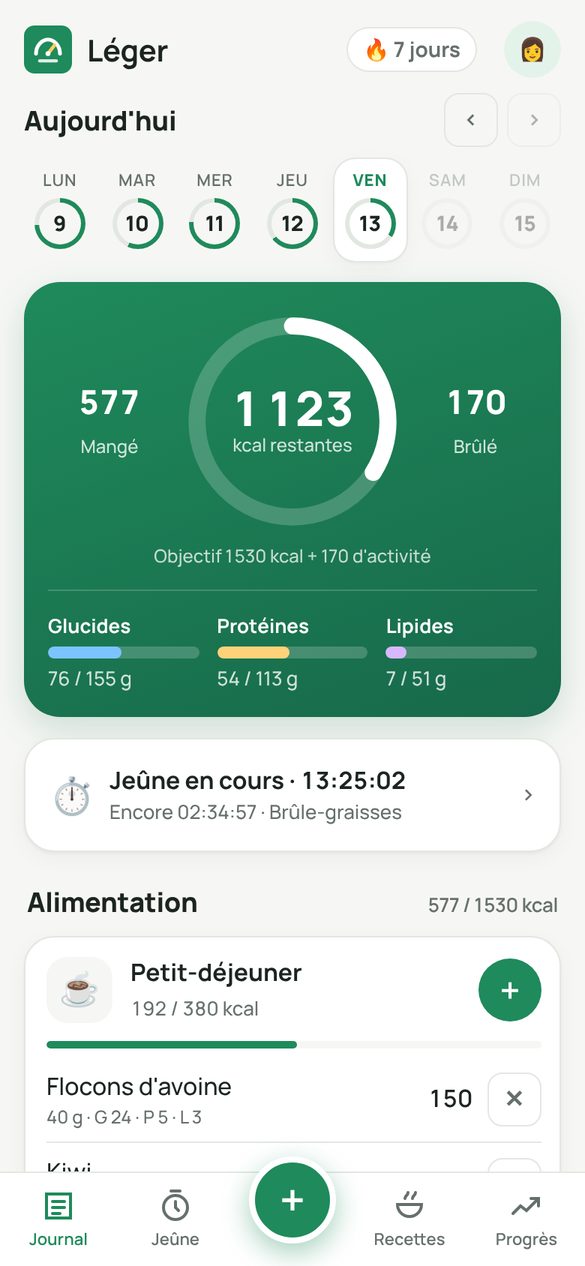 Léger
🔥 7 jours
Aujourd'hui
LUN MAR MER JEU VEN SAM DIM
9 10 11 12 13 14 15
577
Mangé
1 123
kcal restantes
170
Brûlé
Objectif 1530 kcal + 170 d'activité
Glucides Protéines Lipides
76 / 155 g 54 / 113 g 7 / 51 g
Jeûne en cours · 13:25:02
Encore 02:34:57 · Brûle-graisses
Alimentation 577 / 1530 kcal
Petit-déjeuner
192 / 380 kcal
Flocons d'avoine
40 g · G 24 · P 5 · L 3
150
Kiwi
Journal Jeûne Recettes Progrès